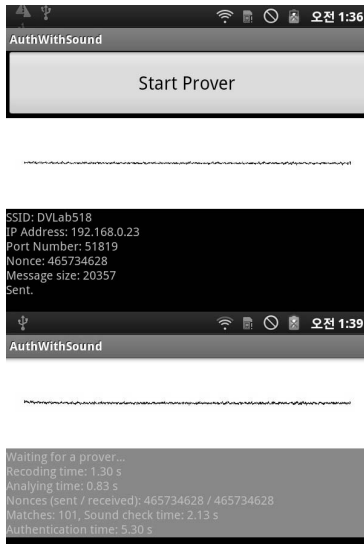 오전 1:36
AuthWithSound
Start Prover
SSID: DVLab518
IP Address: 192.168.0.23
Port Number: 51819
Nonce: 465734628
Message size: 20357
Sent.
오전 1:39
AuthWithSound
Waiting for a prover...
Recoding time: 1.30 s
Analying time: 0.83 s
Nonces (sent / received): 465734628 / 465734628
Matches: 101, Sound check time: 2.13 s
Authentication time: 5.30 s